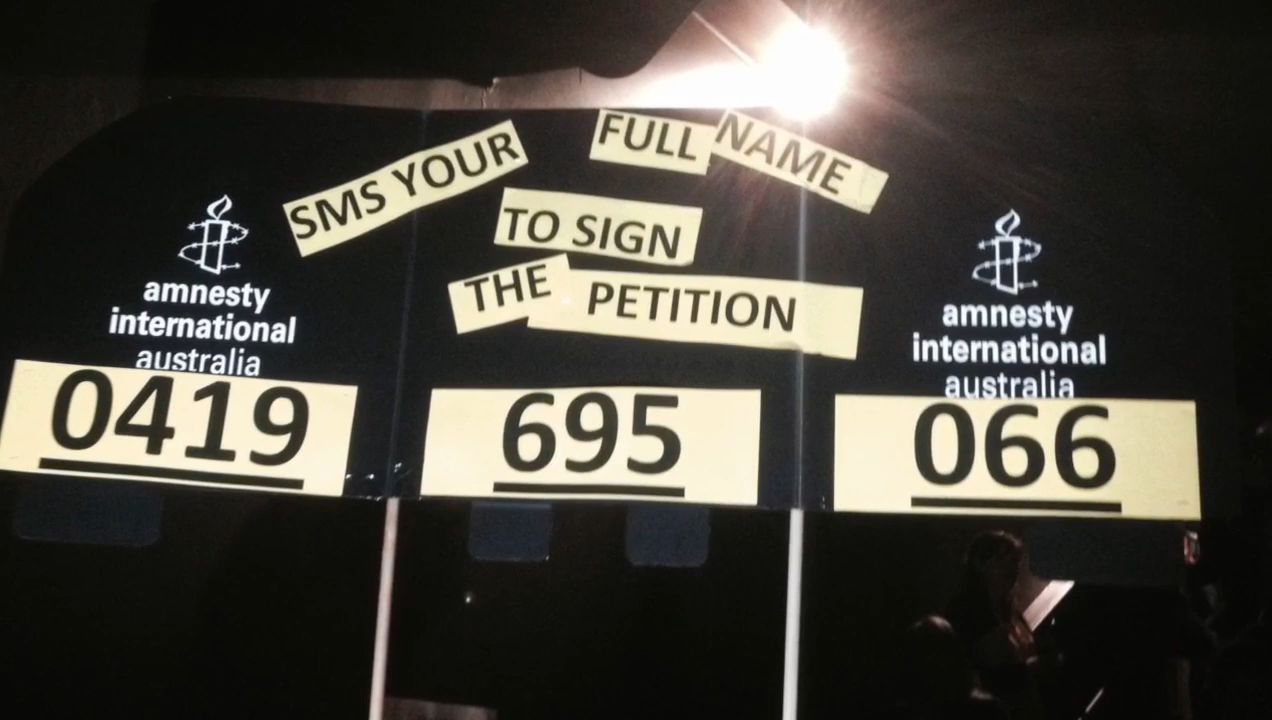 SMS YOUR FULL NAME
TO SIGN
THE PETITION
amnesty
international
australia
amnesty
international
australia
0419 695 066